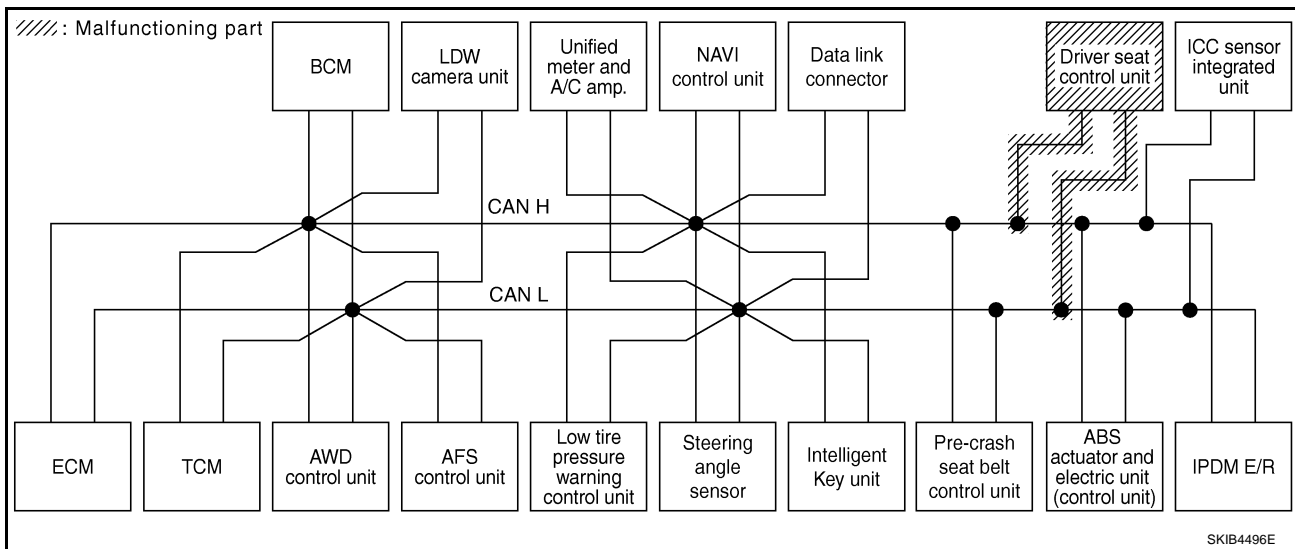 : Malfunctioning part
BCM
LDW
camera unit
Unified
meter and
A/C amp.
NAVI
control unit
Data link
connector
Driver seat
control unit
ICC sensor
integrated
unit
CAN H
CAN L
ECM
TCM
AWD
control unit
AFS
control unit
Low tire
pressure
warning
control unit
Steering
angle
sensor
Intelligent
Key unit
Pre-crash
seat belt
control unit
ABS
actuator and
electric unit
(control unit)
IPDM E/R
SKIB4496E